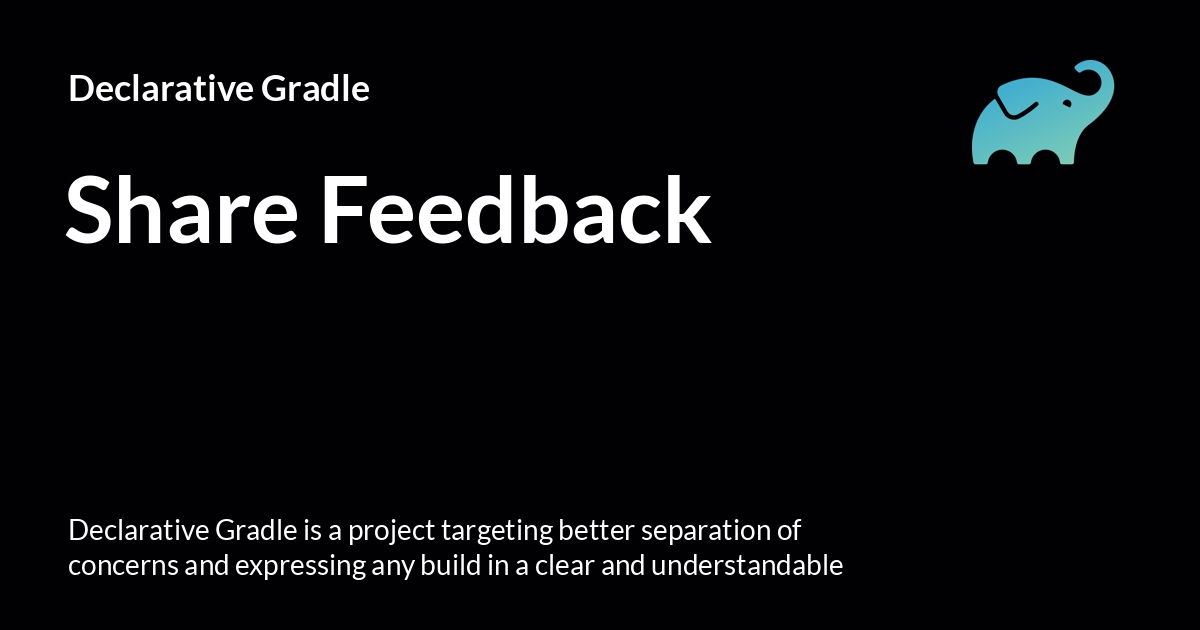 Declarative Gradle
Share Feedback
Declarative Gradle is a project targeting better separation of
concerns and expressing any build in a clear and understandable